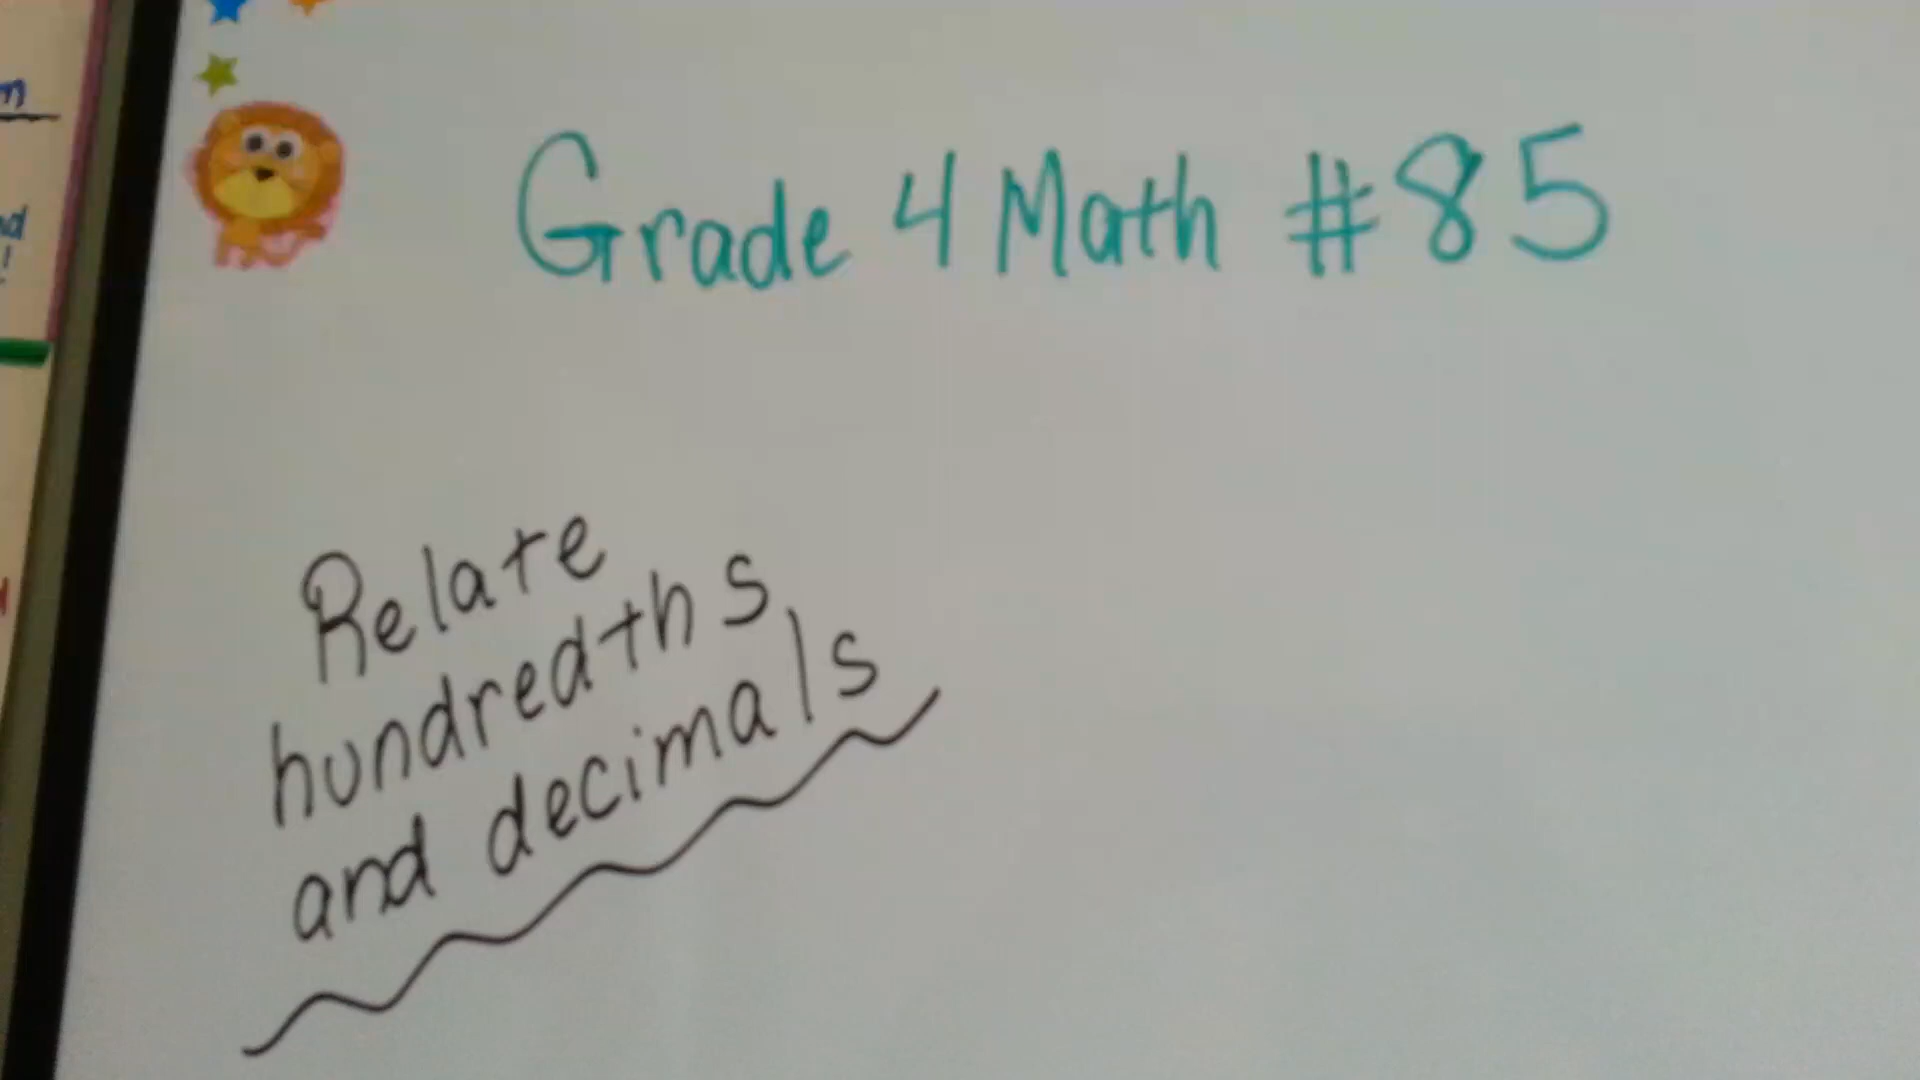 Grade 4 Math #85
Relate
hundredths
and decimals